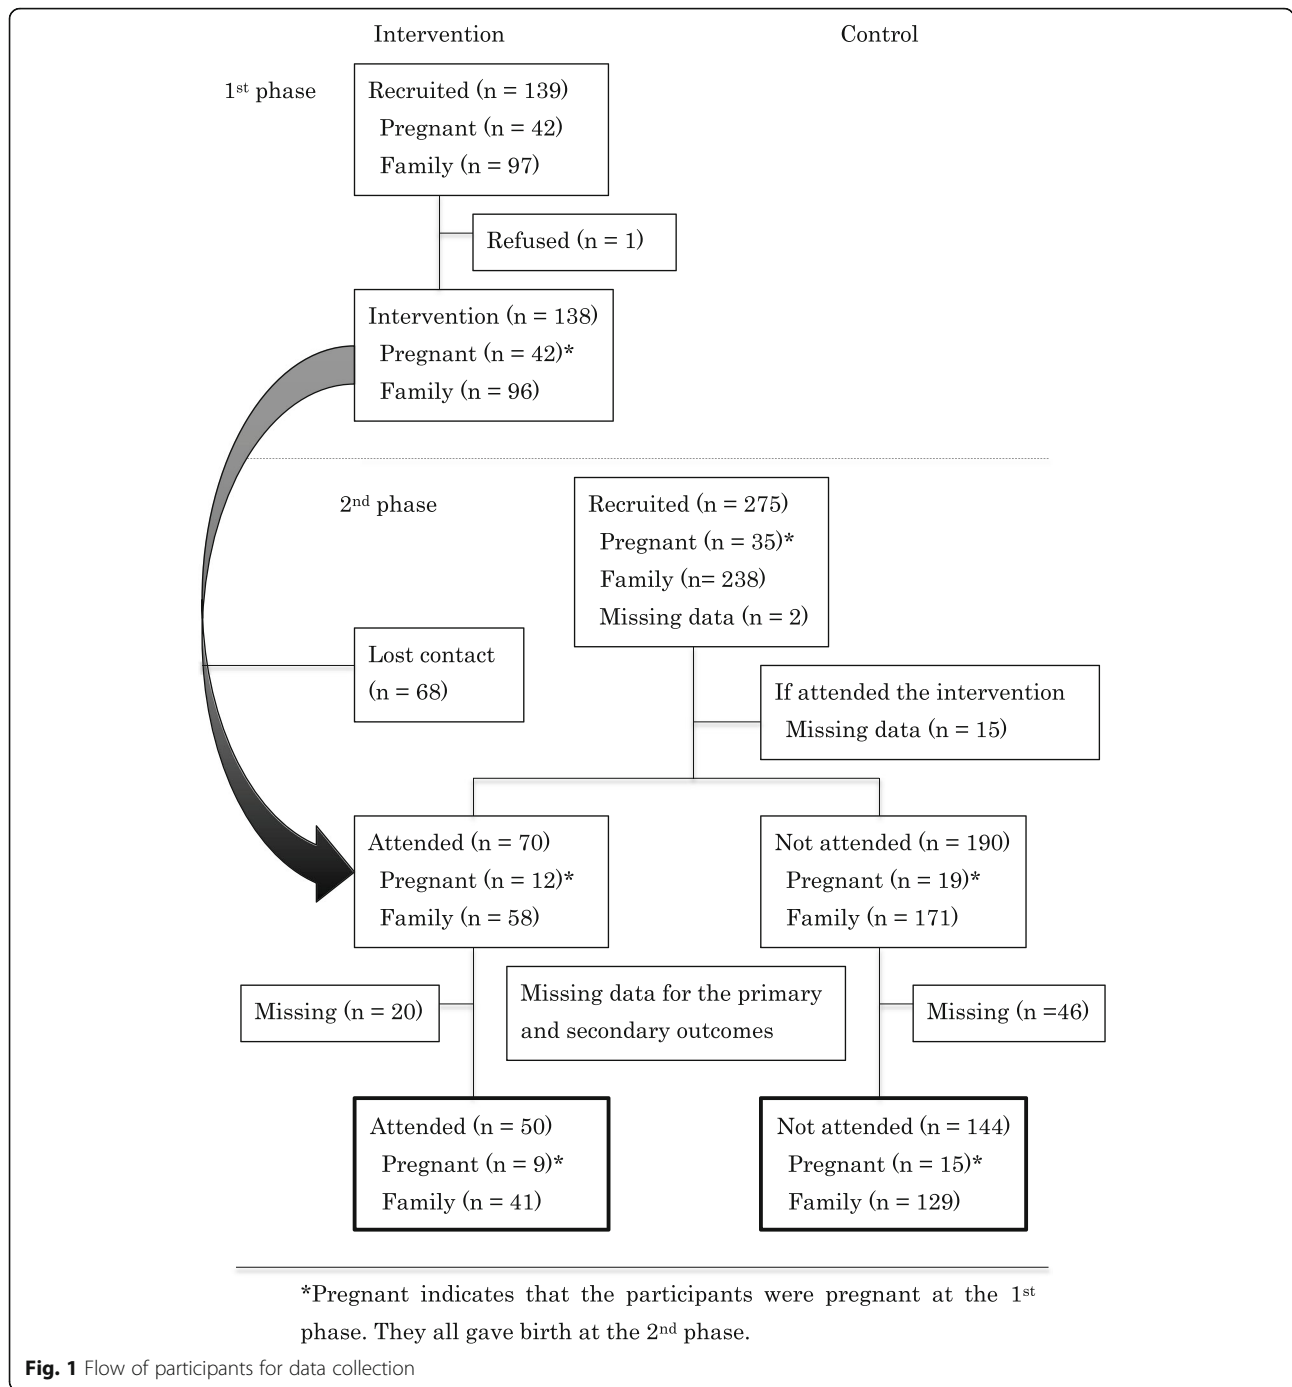 Intervention
Control
1st phase
Recruited (n = 139)
Pregnant (n = 42)
Family (n = 97)
Refused (n = 1)
Intervention (n = 138)
Pregnant (n = 42)*
Family (n = 96)
2nd phase
Recruited (n = 275)
Pregnant (n = 35)*
Family (n= 238)
Missing data (n = 2)
Lost contact
(n = 68)
If attended the intervention
Missing data (n = 15)
Attended (n = 70)
Pregnant (n = 12)*
Family (n = 58)
Not attended (n = 190)
Pregnant (n = 19)*
Family (n = 171)
Missing (n = 20)
Missing data for the primary
and secondary outcomes
Missing (n =46)
Attended (n = 50)
Pregnant (n = 9)*
Family (n = 41)
Not attended (n = 144)
Pregnant (n = 15)*
Family (n = 129)
*Pregnant indicates that the participants were pregnant at the 1st
phase. They all gave birth at the 2nd phase.
Fig. 1 Flow of participants for data collection